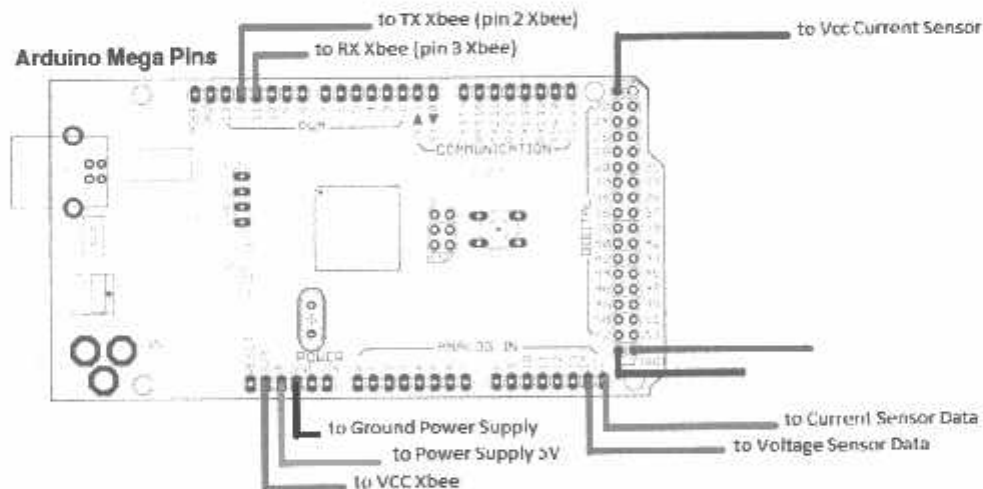 to TX Xbee (pin 2 Xbee)
to Vcc Current Sensor
to RX Xbee (pin 3 Xbee)
Arduino Mega Pins
PWM
COMMUNICATION
DIGITAL
ANALOG IN
POWER
to Current Sensor Data
to Ground Power Supply
to Voltage Sensor Data
to Power Supply 5V
to VCC Xbee